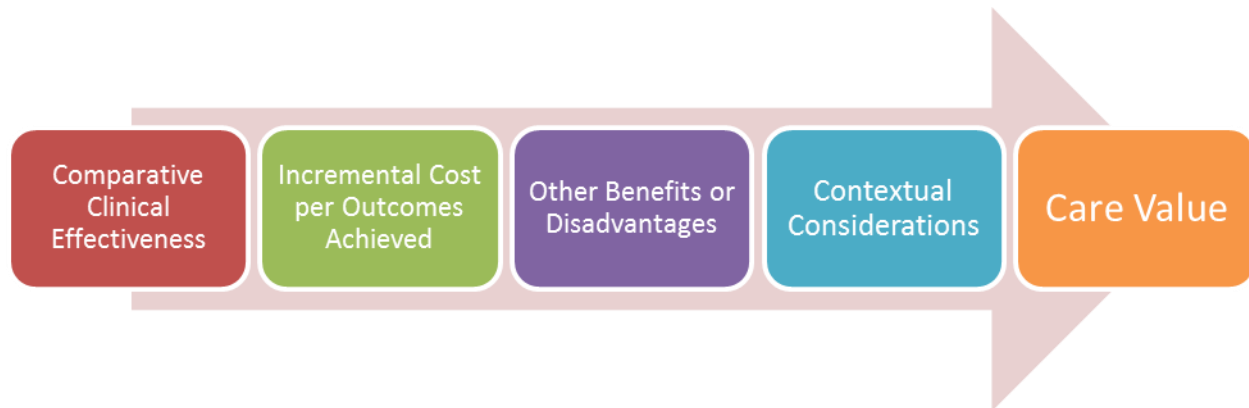 Comparative
Clinical
Effectiveness
Incremental Cost
per Outcomes
Achieved
Other Benefits or
Disadvantages
Contextual
Considerations
Care Value